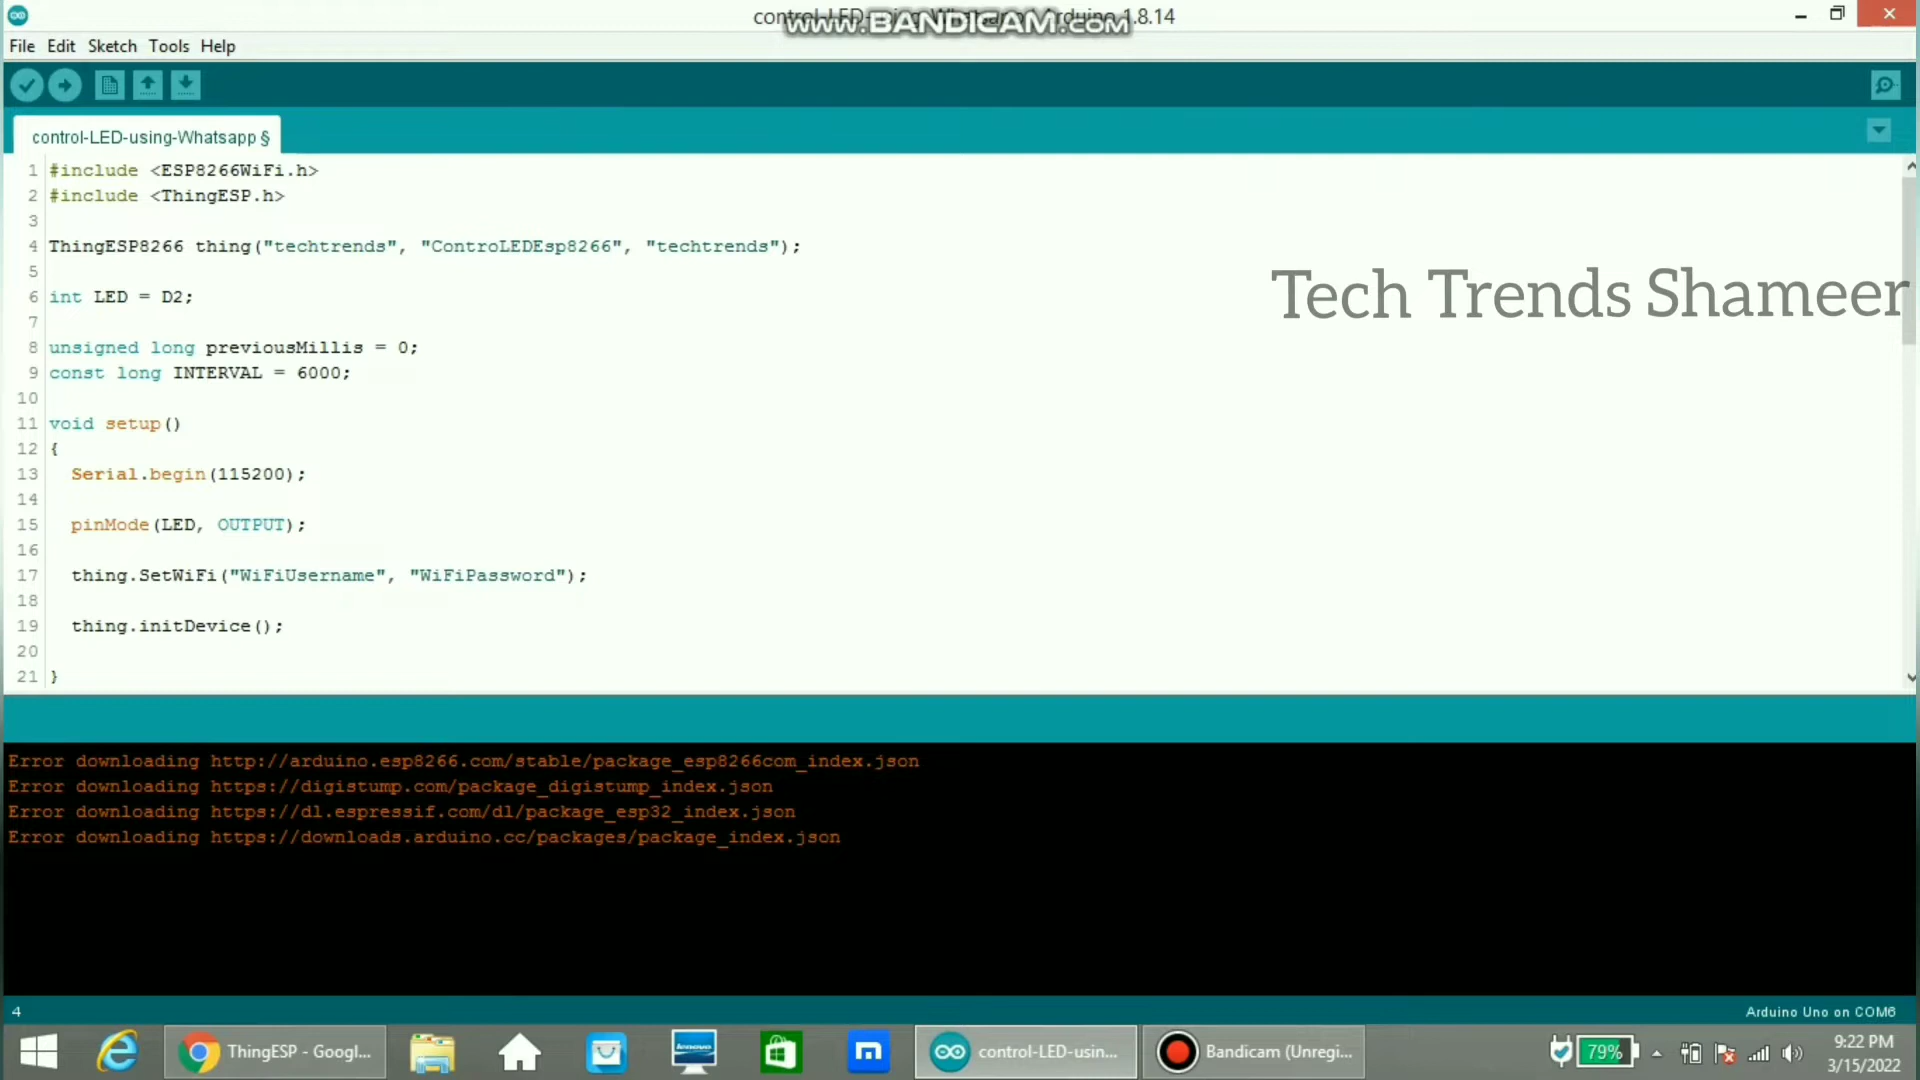 control-LED-using-Whatsapp | Arduino 1.8.14
www.BANDICAM.com
File Edit Sketch Tools Help
control-LED-using-Whatsapp §
1 #include <ESP8266WiFi.h>
2 #include <ThingESP.h>
3
4 ThingESP8266 thing("techtrends", "ControLEDEsp8266", "techtrends");
5
Tech Trends Shameer
6 int LED = D2;
7
8 unsigned long previousMillis = 0;
9 const long INTERVAL = 6000;
10
11 void setup()
12 {
13 Serial.begin(115200);
14
15 pinMode(LED, OUTPUT);
16
17 thing.SetWiFi("WiFiUsername", "WiFiPassword");
18
19 thing.initDevice();
20
21 }
Error downloading http://arduino.esp8266.com/stable/package_esp8266com_index.json
Error downloading https://digistump.com/package_digistump_index.json
Error downloading https://dl.espressif.com/dl/package_esp32_index.json
Error downloading https://downloads.arduino.cc/packages/package_index.json
4
Arduino Uno on COM6
ThingESP - Googl...
lenovo
control-LED-usin...
Bandicam (Unregi...
79%
9:22 PM
3/15/2022